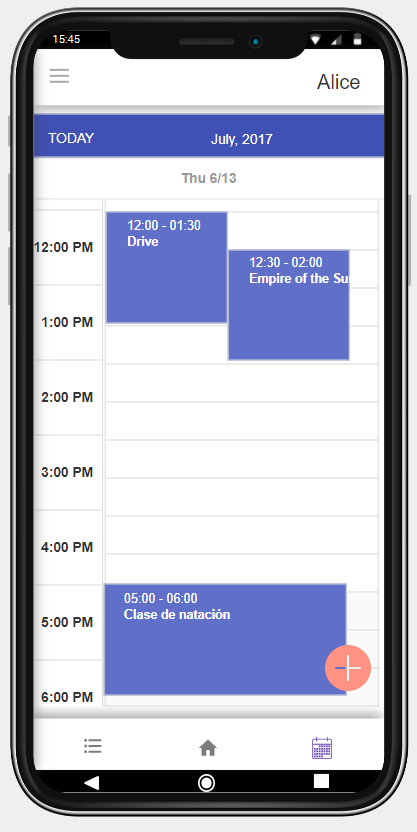 15:45
Alice
TODAY
July, 2017
Thu 6/13
12:00 PM
12:00 - 01:30
Drive
12:30 - 02:00
Empire of the Su
1:00 PM
2:00 PM
3:00 PM
4:00 PM
05:00 - 06:00
Clase de natación
5:00 PM
6:00 PM